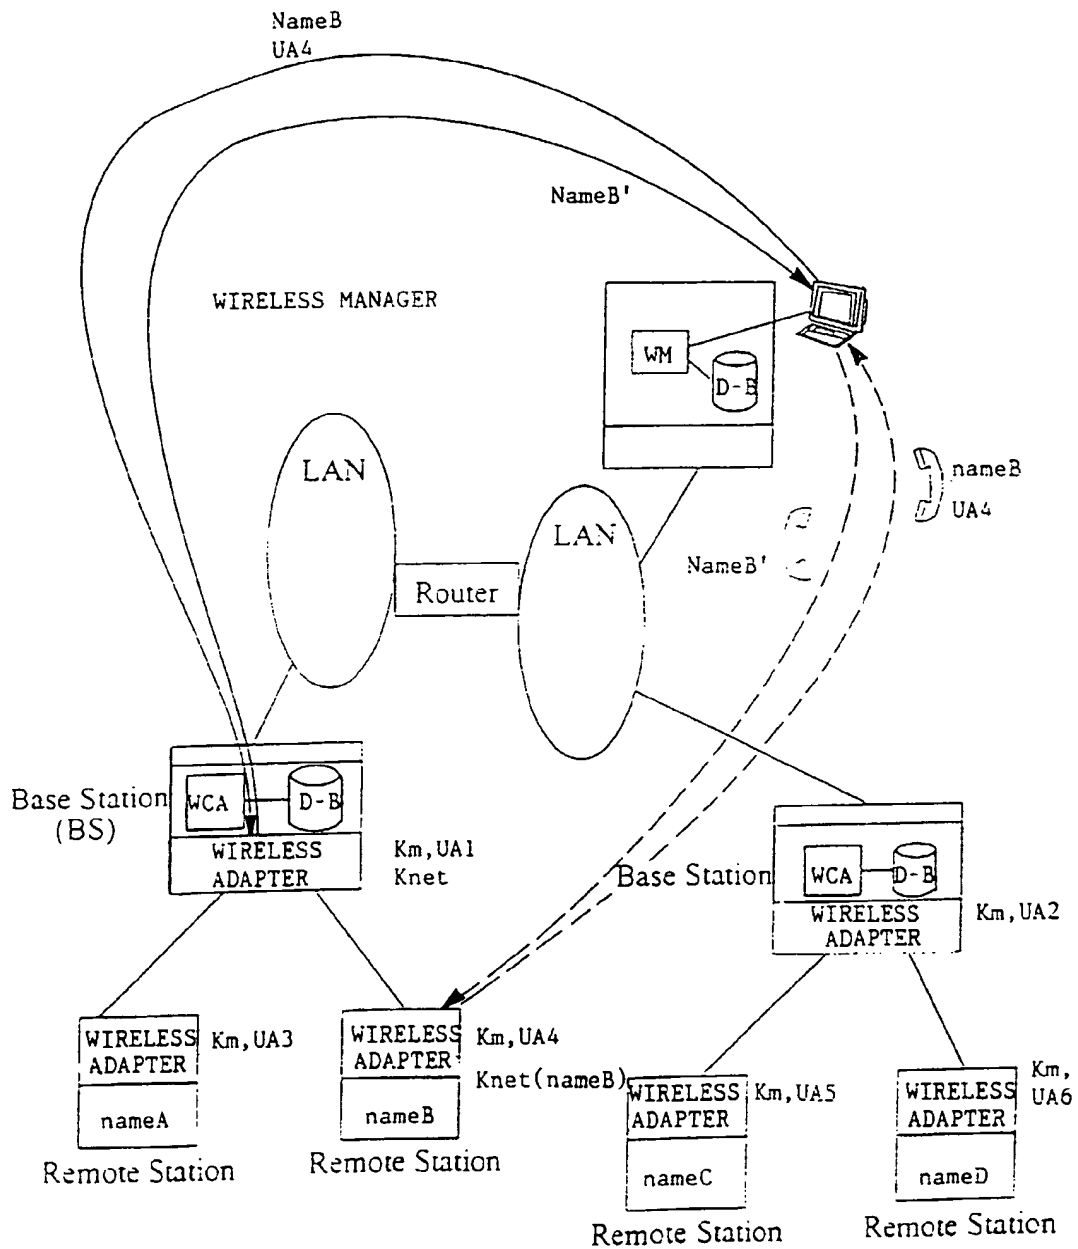 NameB
UA4
NameB'
WIRELESS MANAGER
WM
D-B
LAN
LAN
nameB
UA4
NameB'
Router
Base Station
(BS)
WCA
D-B
WIRELESS
ADAPTER
Km,UA1
Knet
Base Station
WCA
D-B
WIRELESS
ADAPTER
Km,UA2
WIRELESS
ADAPTER
Km,UA3
nameA
Remote Station
WIRELESS
ADAPTER
Km,UA4
Knet(nameB)
nameB
Remote Station
WIRELESS
ADAPTER
Km,UA5
nameC
Remote Station
WIRELESS
ADAPTER
Km,
UA6
nameD
Remote Station